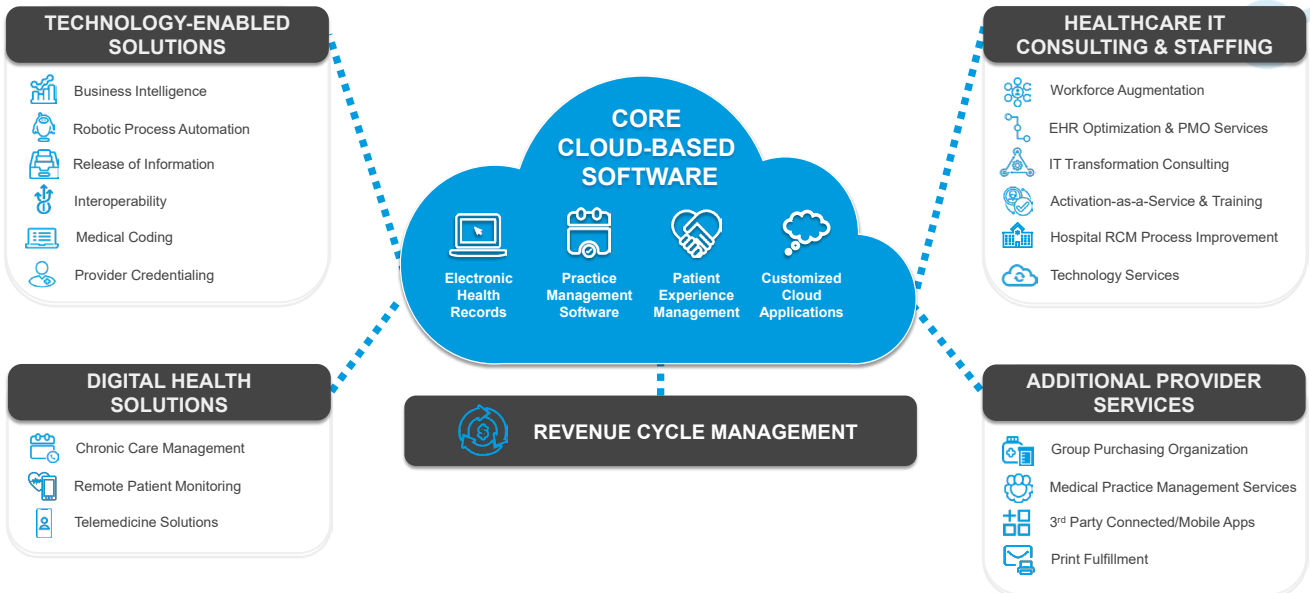 TECHNOLOGY-ENABLED
SOLUTIONS
Business Intelligence
Robotic Process Automation
Release of Information
Interoperability
Medical Coding
Provider Credentialing
DIGITAL HEALTH
SOLUTIONS
Chronic Care Management
Remote Patient Monitoring
Telemedicine Solutions
CORE
CLOUD-BASED
SOFTWARE
Electronic
Health
Records
Practice
Management
Software
Patient
Experience
Management
Customized
Cloud
Applications
$ REVENUE CYCLE MANAGEMENT
HEALTHCARE IT
CONSULTING & STAFFING
Workforce Augmentation
EHR Optimization & PMO Services
IT Transformation Consulting
Activation-as-a-Service & Training
Hospital RCM Process Improvement
Technology Services
ADDITIONAL PROVIDER
SERVICES
Group Purchasing Organization
Medical Practice Management Services
3rd Party Connected/Mobile Apps
Print Fulfillment